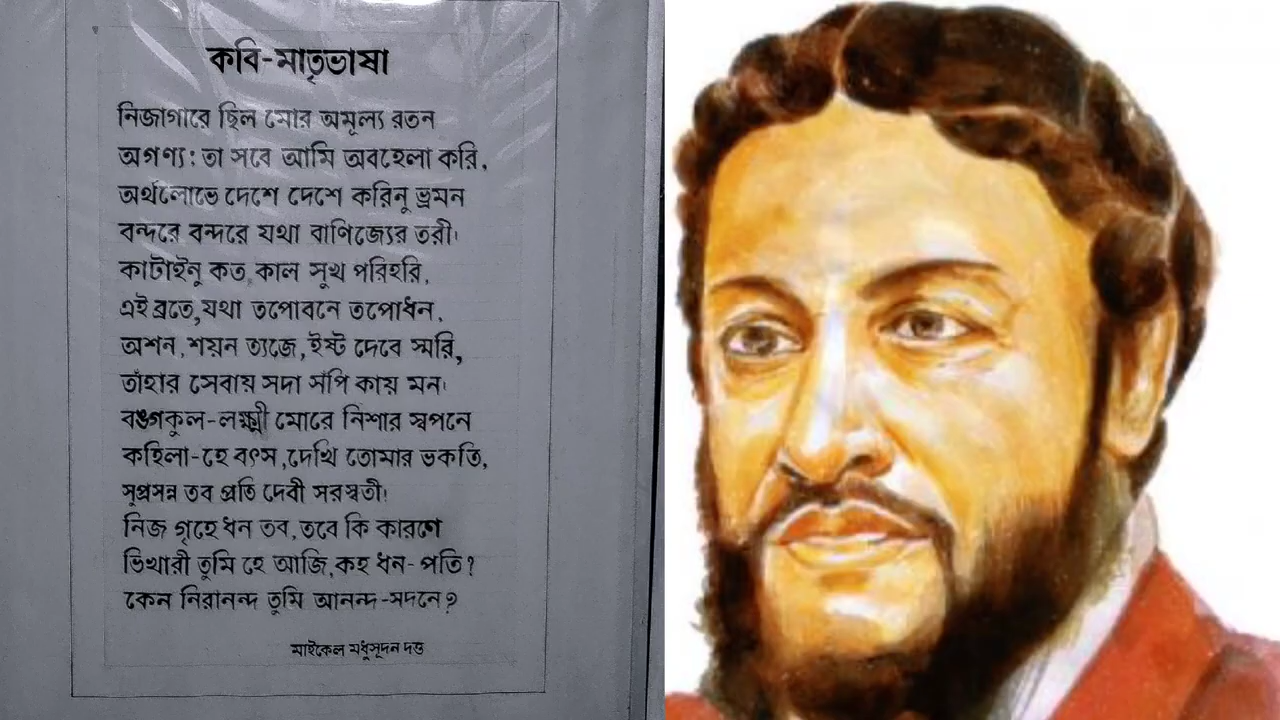 কবি-মাতৃভাষা
নিজাগারে ছিল মোর অমূল্য রতন
অগণ্য: তা সবে আমি অবহেলা করি,
অর্থলোভে দেশে দেশে করিনু ভ্রমন
বন্দরে বন্দরে যথা বাণিজ্যের তরী।
কাটাইনু কত, কাল সুখ পরিহরি,
এই ব্রতে, যথা তপোবনে তপোধন,
অশন, শয়ন ত্যজে, ইষ্ট দেবে স্মরি,
তাঁহার সেবায় সদা সঁপি কায় মন।
বঙ্গকুল-লক্ষ্মী মোরে নিশার স্বপনে
কহিলা-হে বৎস, দেখি তোমার ভকতি,
সুপ্রসন্ন তব প্রতি দেবী সরস্বতী।
নিজ গৃহে ধন তব, তবে কি কারণে
ভিখারী তুমি হে আজি, কহ ধন-পতি?
কেন নিরানন্দ তুমি আনন্দ-সদনে?
মাইকেল মধুসূদন দত্ত